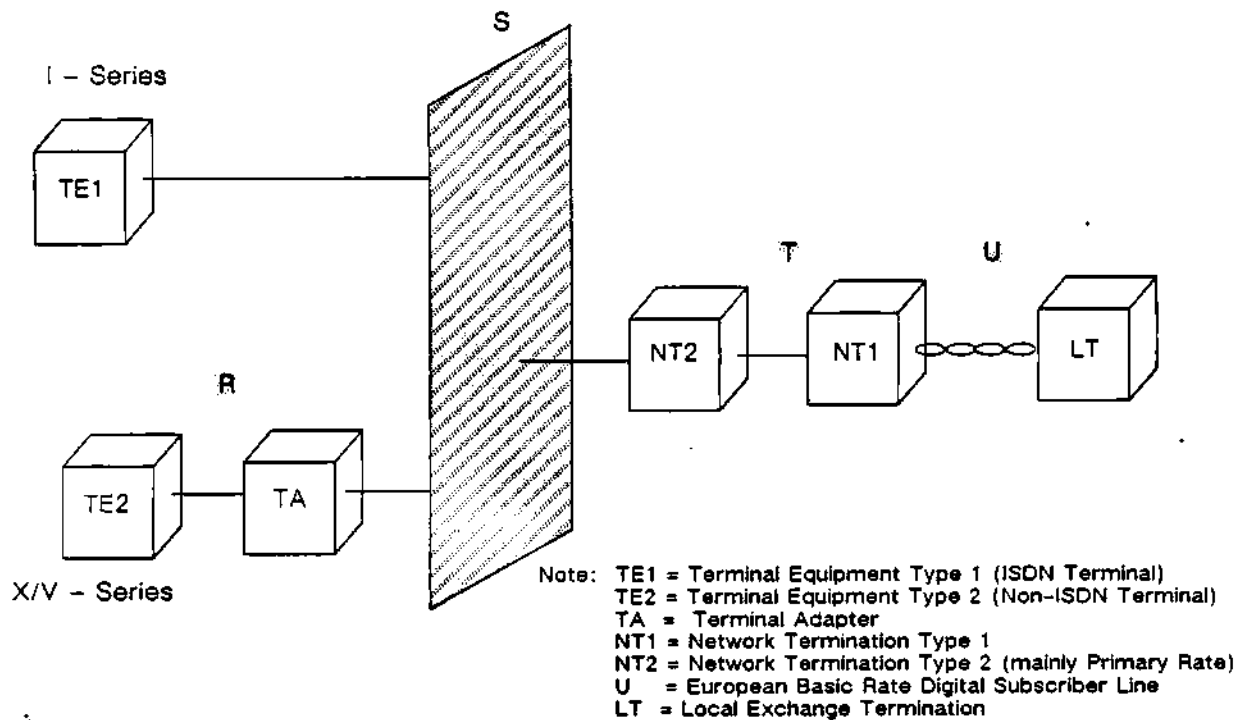 S
I - Series
TE1
T U
NT2 NT1 LT
R
TE2 TA
X/V - Series
Note: TE1 = Terminal Equipment Type 1 (ISDN Terminal)
TE2 = Terminal Equipment Type 2 (Non-ISDN Terminal)
TA = Terminal Adapter
NT1 = Network Termination Type 1
NT2 = Network Termination Type 2 (mainly Primary Rate)
U = European Basic Rate Digital Subscriber Line
LT = Local Exchange Termination